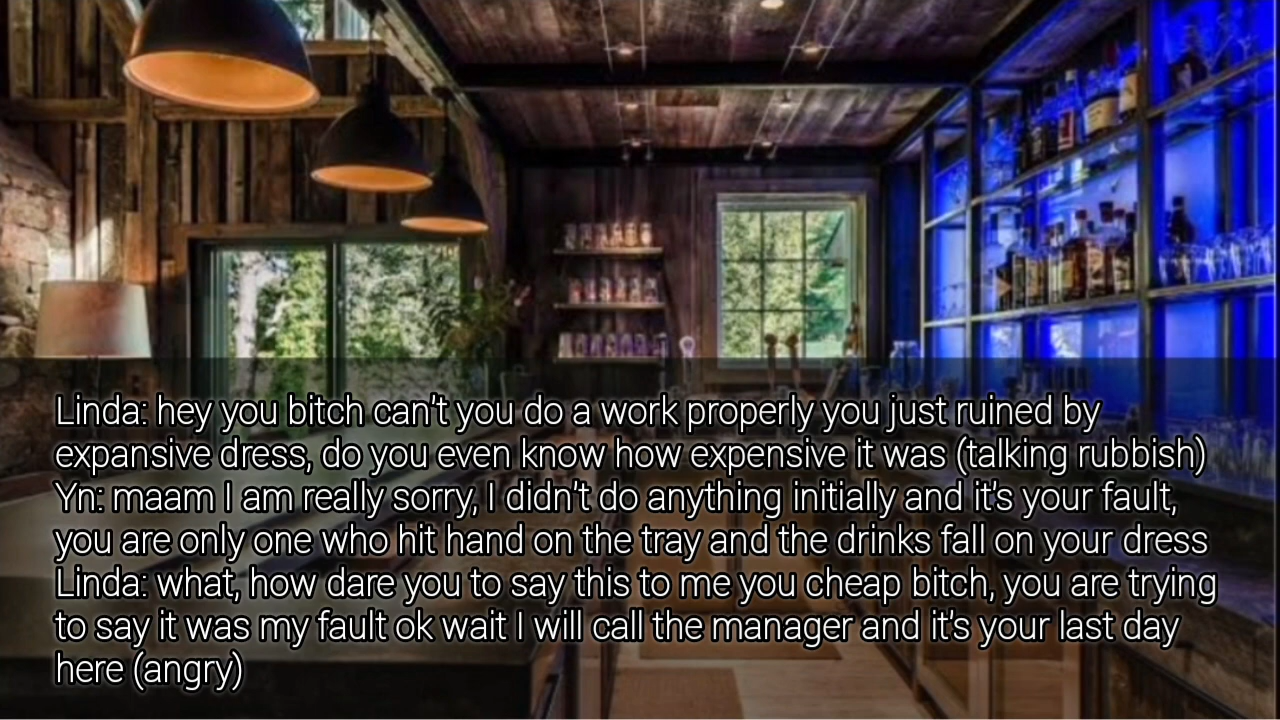 Linda: hey you bitch can't you do a work properly you just ruined by
expansive dress, do you even know how expensive it was (talking rubbish)
Yn: maam I am really sorry, I didn't do anything initially and it's your fault,
you are only one who hit hand on the tray and the drinks fall on your dress
Linda: what, how dare you to say this to me you cheap bitch, you are trying
to say it was my fault ok wait I will call the manager and it's your last day
here (angry)